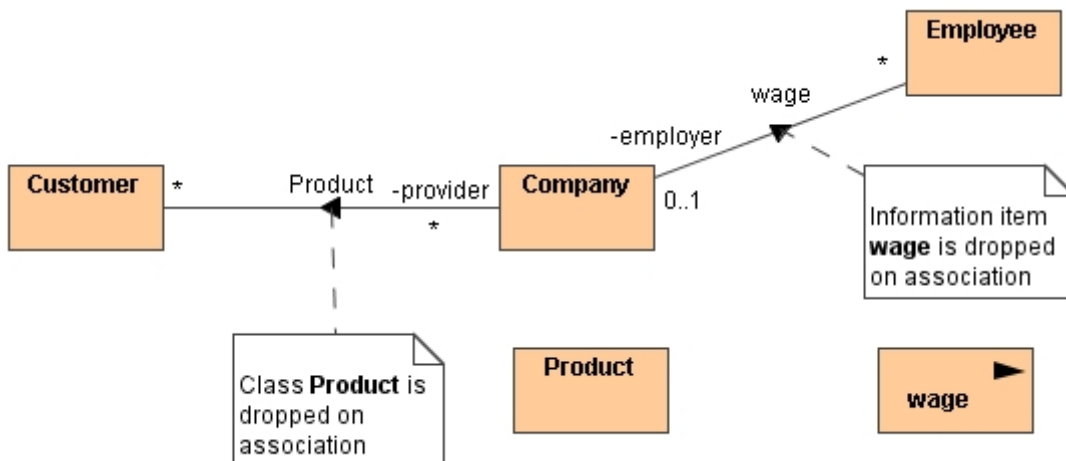 Employee
*
wage
-employer
Customer
*
Product
-provider
*
Company
0..1
Information item
wage is dropped
on association
Class Product is
dropped on
association
Product
wage